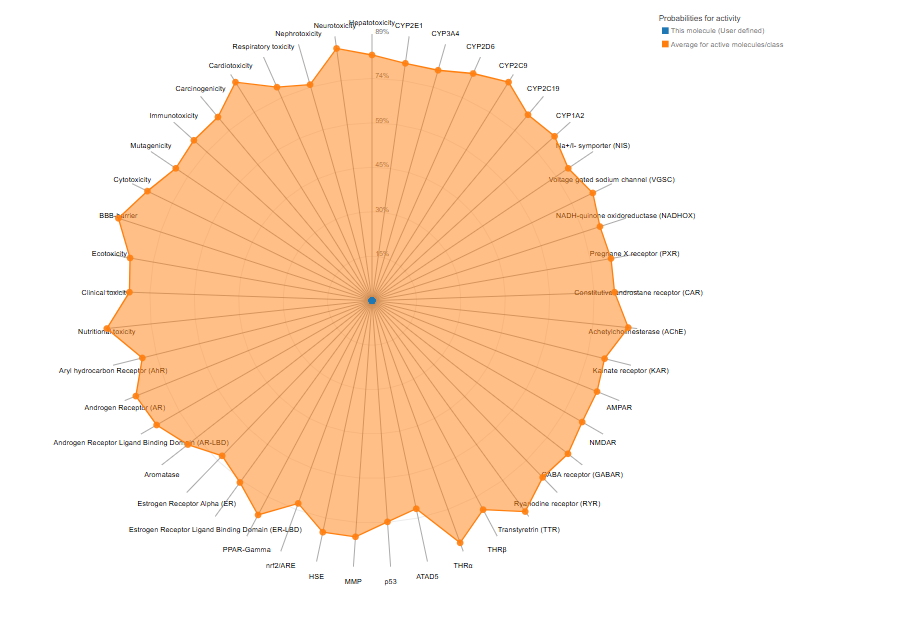 Probabilities for activity
This molecule (User defined)
Average for active molecules/class
Hepatotoxicity
89%
74%
59%
45%
30%
15%
CYP2E1
CYP3A4
CYP2D6
CYP2C9
CYP2C19
CYP1A2
Na+/I- symporter (NIS)
Voltage gated sodium channel (VGSC)
NADH-quinone oxidoreductase (NADHOX)
Pregnane X receptor (PXR)
Constitutive androstane receptor (CAR)
Acetylcholinesterase (AChE)
Kainate receptor (KAR)
AMPAR
NMDAR
GABA receptor (GABAR)
Ryanodine receptor (RYR)
Transtyretrin (TTR)
THRβ
THRα
ATAD5
p53
MMP
HSE
nrf2/ARE
PPAR-Gamma
Estrogen Receptor Ligand Binding Domain (ER-LBD)
Estrogen Receptor Alpha (ER)
Aromatase
Androgen Receptor Ligand Binding Domain (AR-LBD)
Androgen Receptor (AR)
Aryl hydrocarbon Receptor (AhR)
Nutritional toxicity
Clinical toxicity
Ecotoxicity
BBB-barrier
Cytotoxicity
Mutagenicity
Immunotoxicity
Carcinogenicity
Cardiotoxicity
Respiratory toxicity
Nephrotoxicity
Neurotoxicity